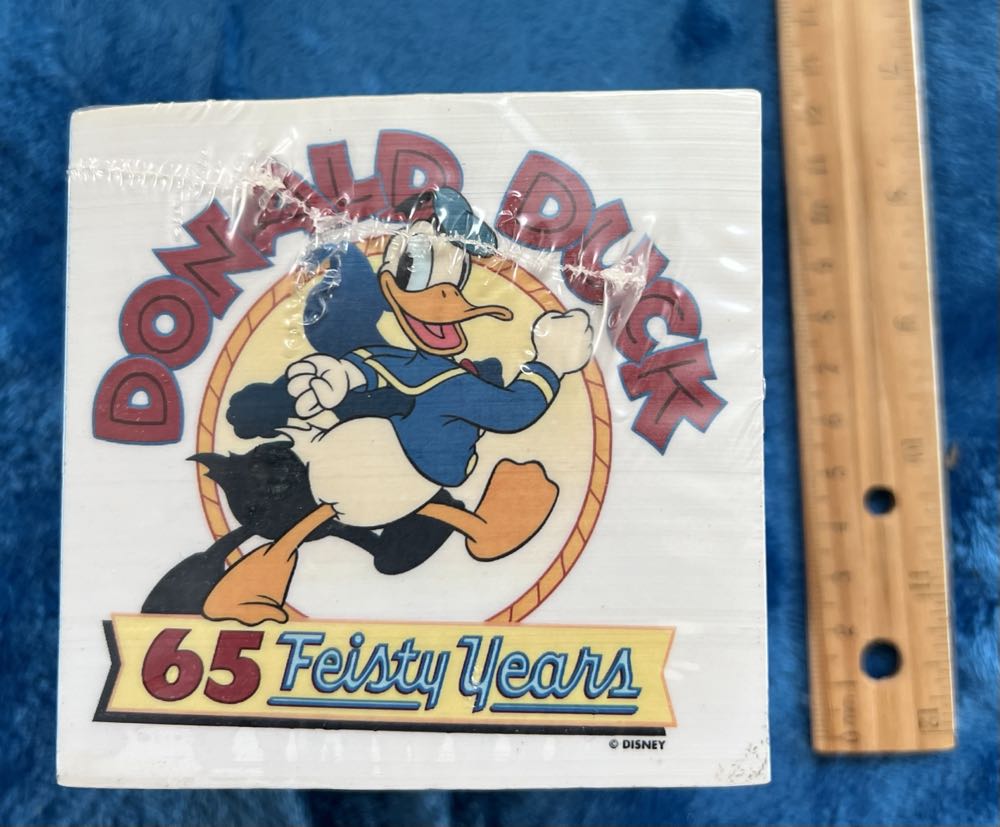 DONALD DUCK
65 Feisty Years
© DISNEY